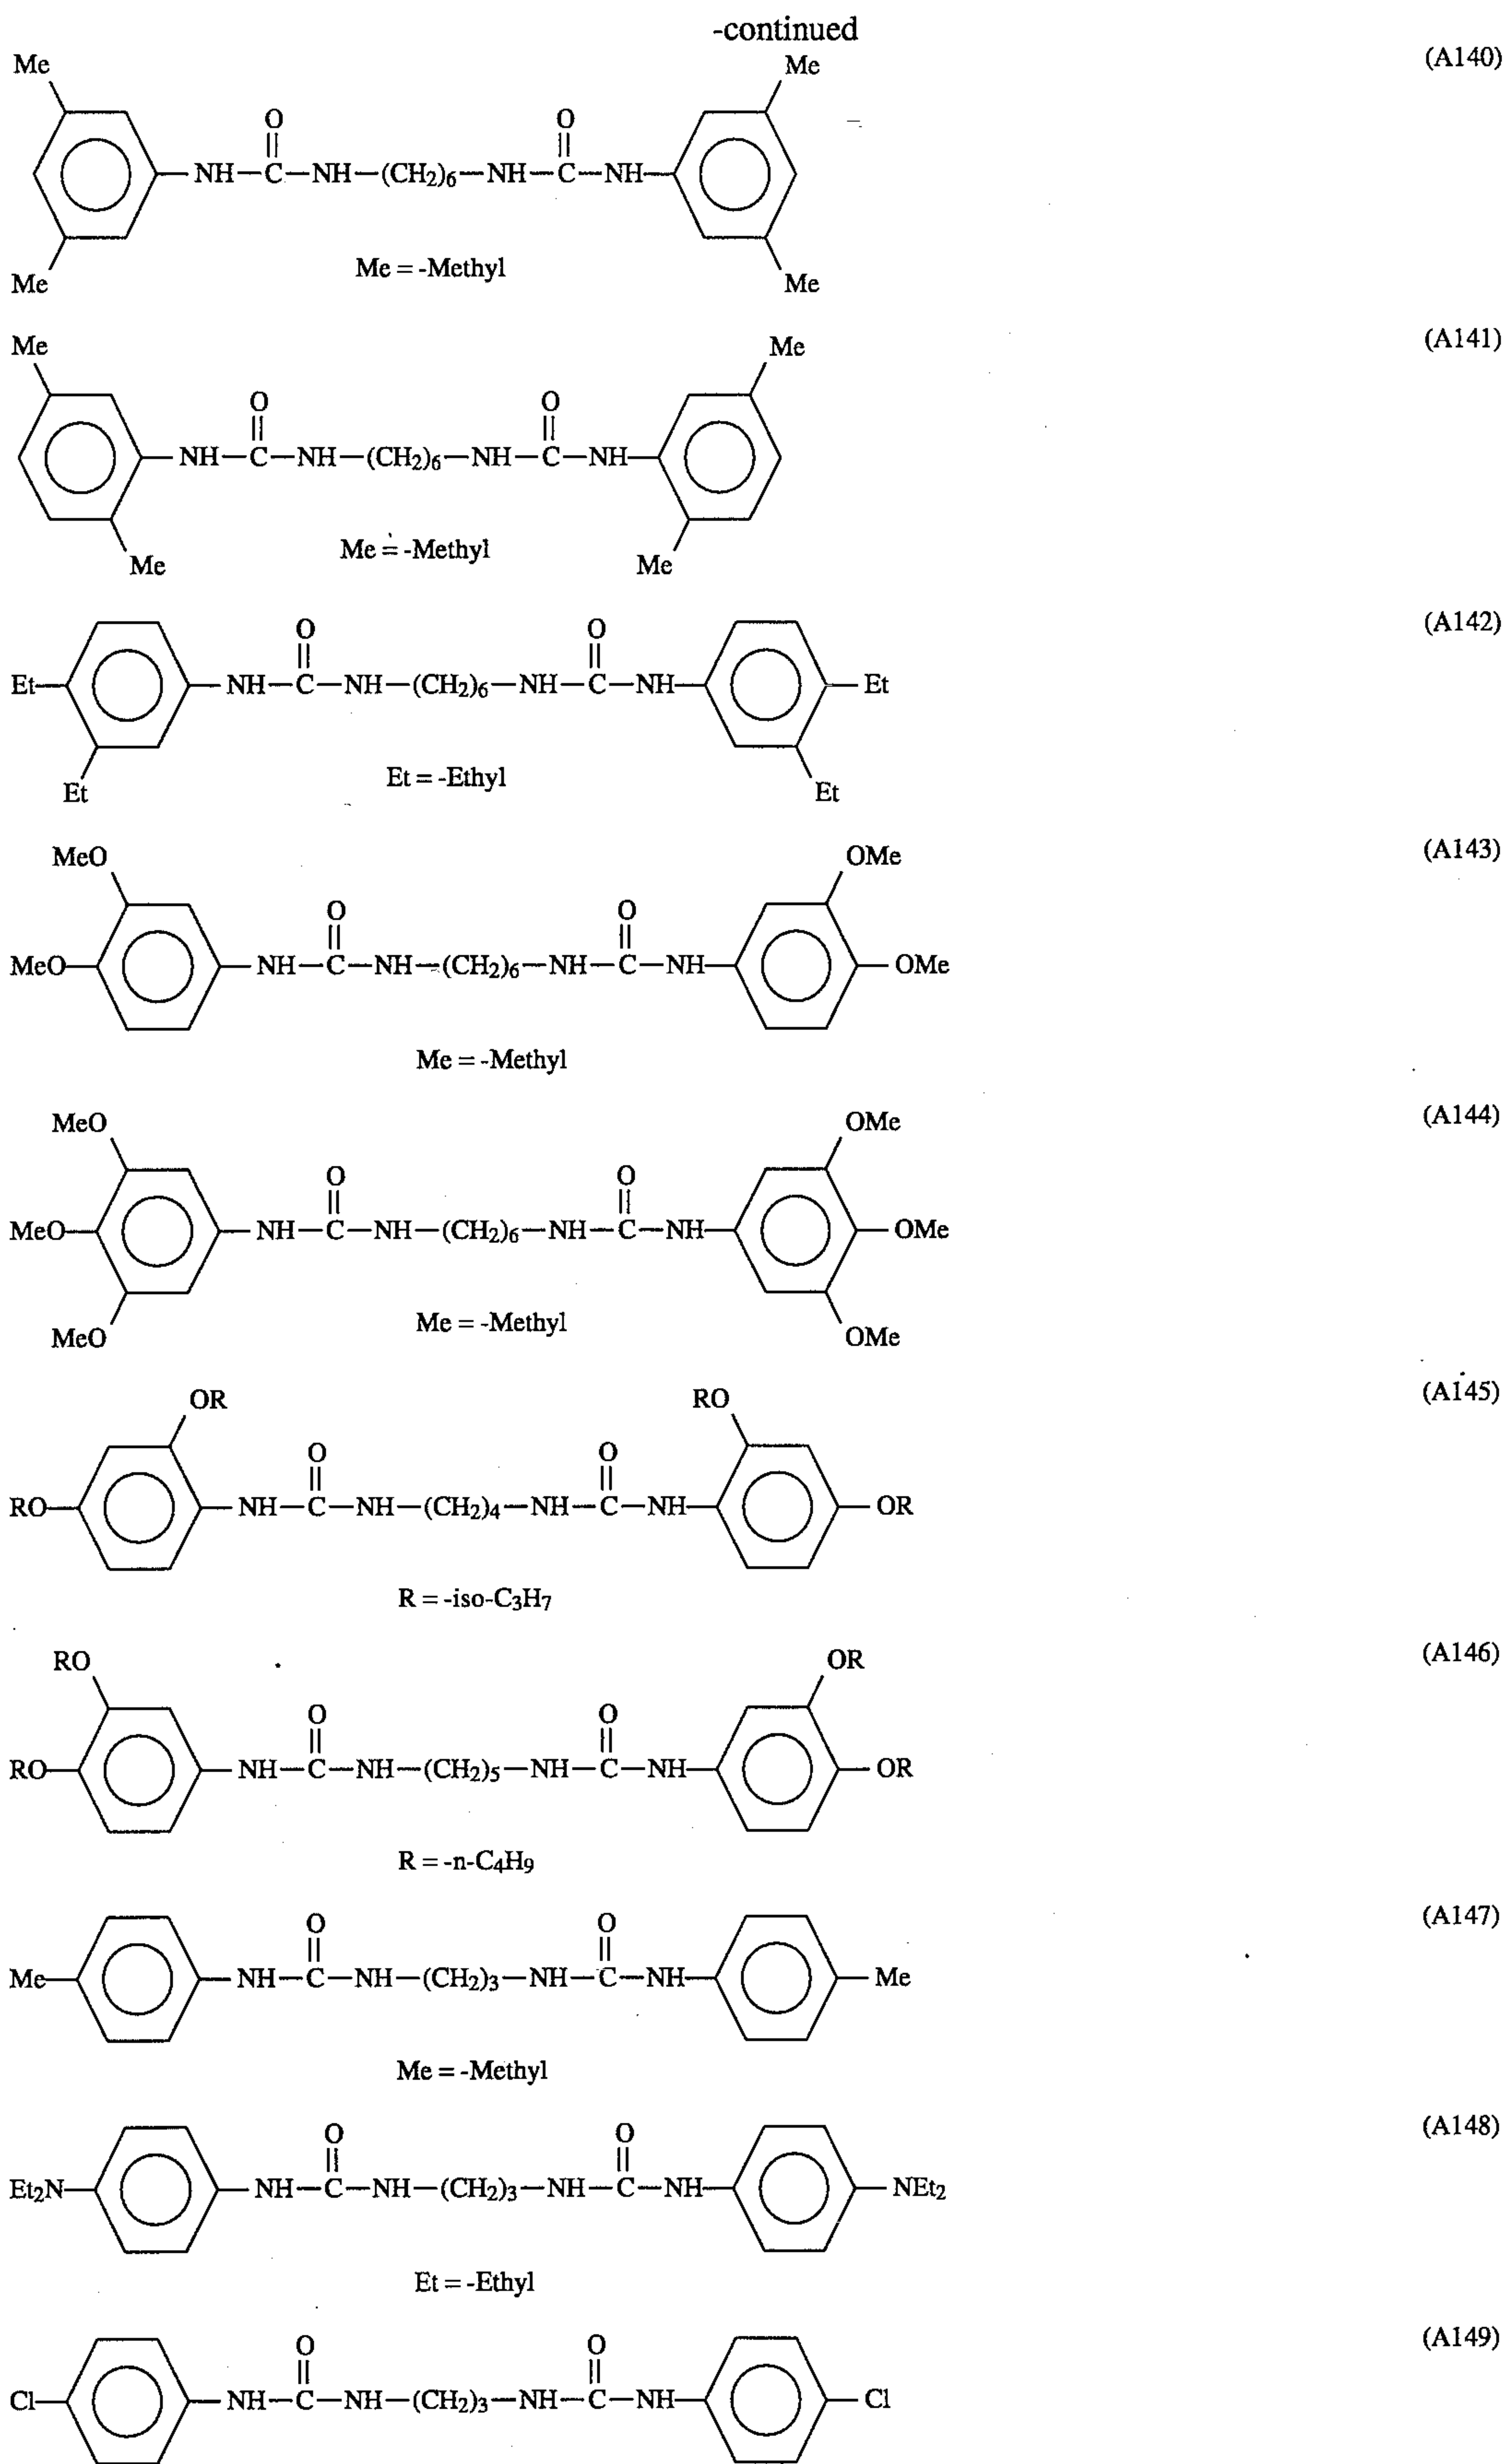 -continued
(A140)
Me Me
O O
NH—C—NH—(CH2)6—NH—C—NH
Me Me
Me = -Methyl
(A141)
Me Me
O O
NH—C—NH—(CH2)6—NH—C—NH
Me Me
Me = -Methyl
(A142)
O O
Et NH—C—NH—(CH2)6—NH—C—NH Et
Et Et
Et = -Ethyl
(A143)
MeO OMe
O O
MeO NH—C—NH—(CH2)6—NH—C—NH OMe
Me = -Methyl
(A144)
MeO OMe
O O
MeO NH—C—NH—(CH2)6—NH—C—NH OMe
MeO OMe
Me = -Methyl
(A145)
OR RO
O O
RO NH—C—NH—(CH2)4—NH—C—NH OR
R = -iso-C3H7
(A146)
RO OR
O O
RO NH—C—NH—(CH2)5—NH—C—NH OR
R = -n-C4H9
(A147)
O O
Me NH—C—NH—(CH2)3—NH—C—NH Me
Me = -Methyl
(A148)
O O
Et2N NH—C—NH—(CH2)3—NH—C—NH NEt2
Et = -Ethyl
(A149)
O O
Cl NH—C—NH—(CH2)3—NH—C—NH Cl